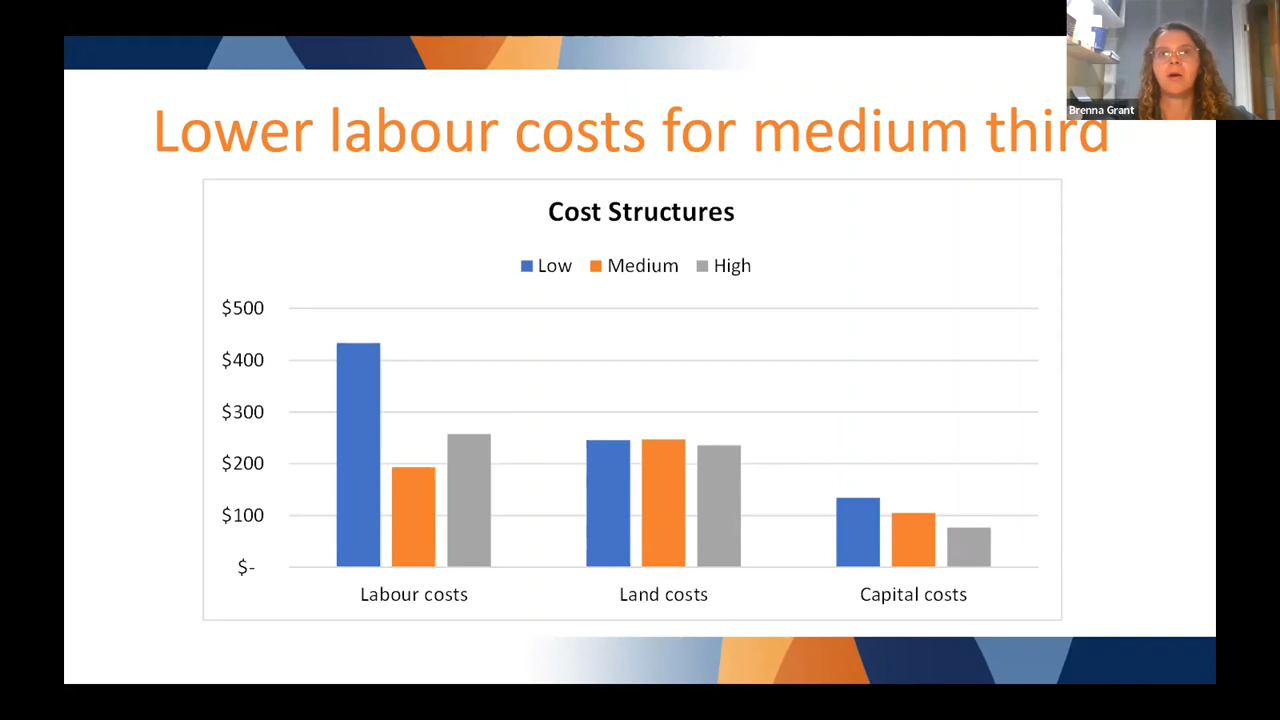 Brenna Grant
Lower labour costs for medium third
Cost Structures
Low Medium High
$500
$400
$300
$200
$100
$-
Labour costs Land costs Capital costs